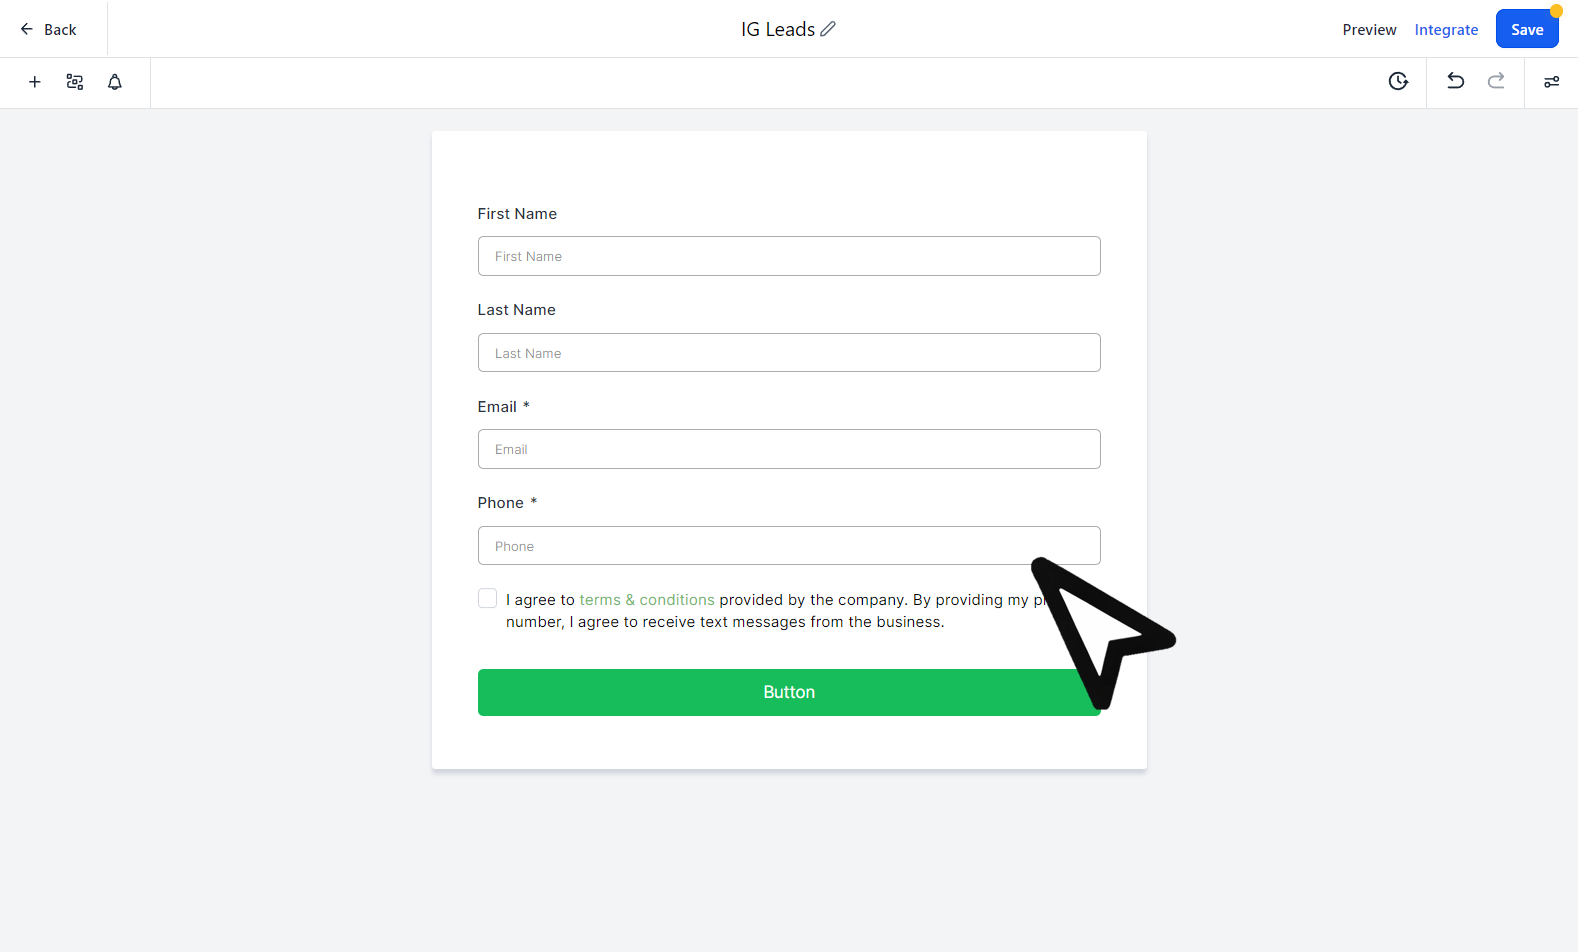 Back
IG Leads
Preview
Integrate
Save
First Name
First Name
Last Name
Last Name
Email *
Email
Phone *
Phone
I agree to terms & conditions provided by the company. By providing my
number, I agree to receive text messages from the business.
Button